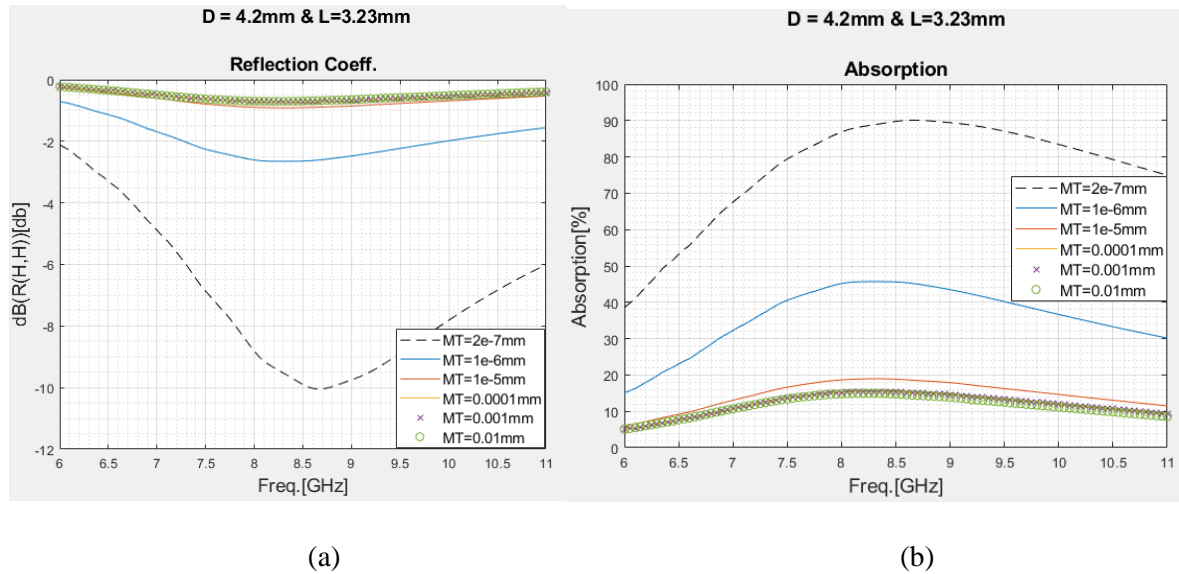 D = 4.2mm & L=3.23mm
Reflection Coeff.
dB(R(H,H))[db]
0
-2
-4
-6
-8
-10
-12
6
6.5
7
7.5
8
8.5
9
9.5
10
10.5
11
Freq.[GHz]
MT=2e-7mm
MT=1e-6mm
MT=1e-5mm
MT=0.0001mm
MT=0.001mm
MT=0.01mm
(a)
D = 4.2mm & L=3.23mm
Absorption
Absorption[%]
100
90
80
70
60
50
40
30
20
10
0
6
6.5
7
7.5
8
8.5
9
9.5
10
10.5
11
Freq.[GHz]
MT=2e-7mm
MT=1e-6mm
MT=1e-5mm
MT=0.0001mm
MT=0.001mm
MT=0.01mm
(b)